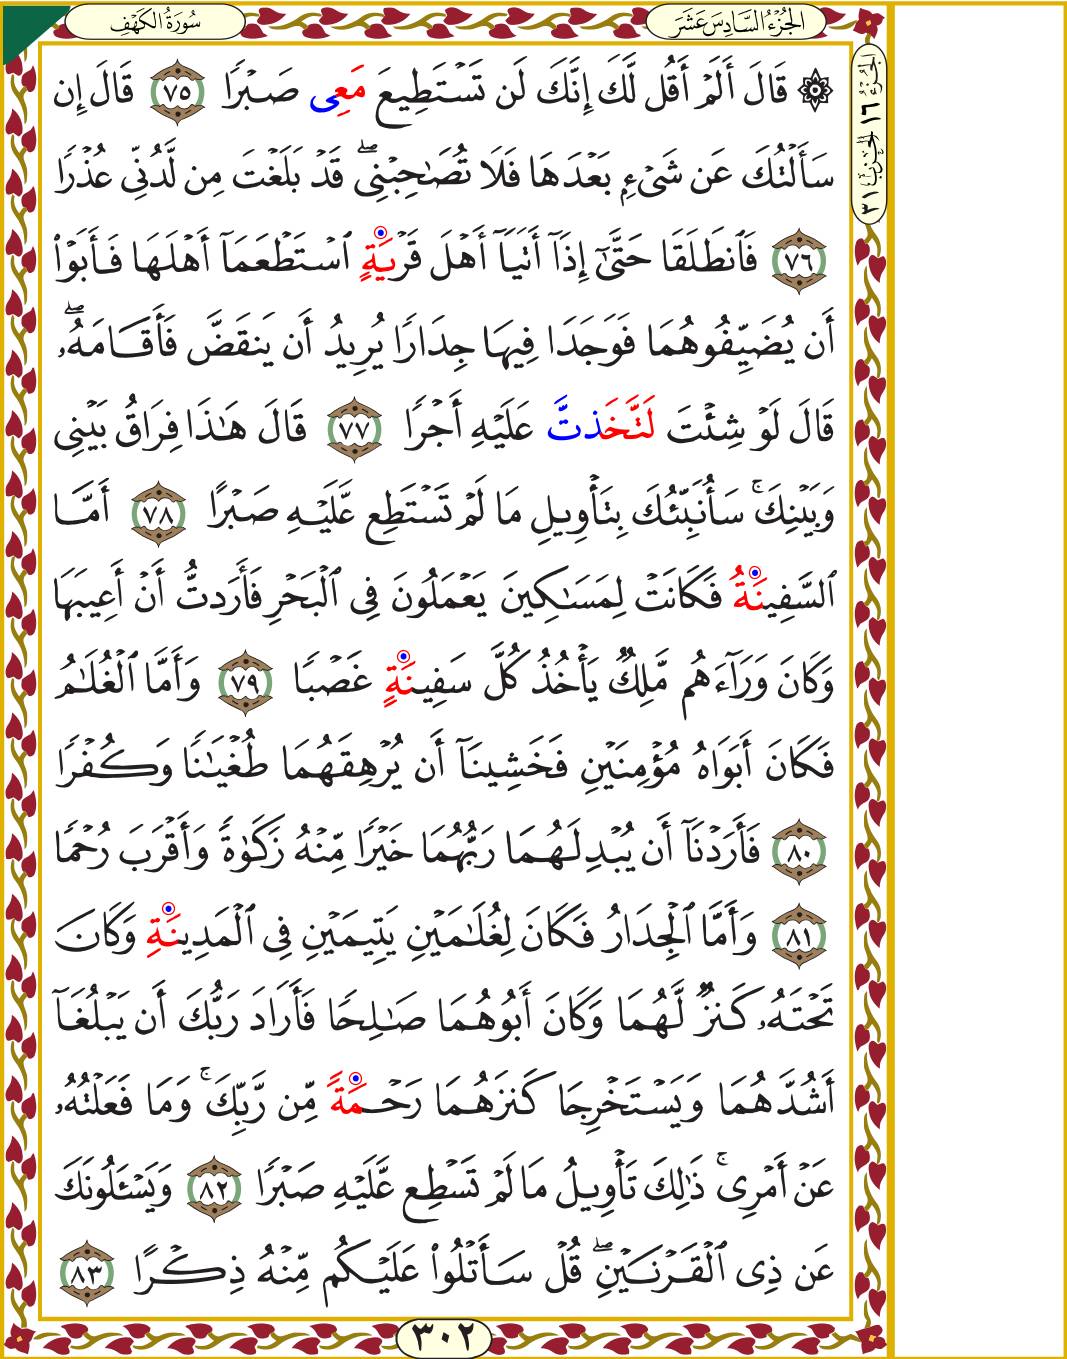 سُورَةُ الكَهْفِ
الجُزْءُ السَّادِسَ عَشَرَ
الجزء ١٦ الحزب ٣١
۞ قَالَ أَلَمْ أَقُل لَّكَ إِنَّكَ لَن تَسْتَطِيعَ مَعِى صَبْرًا ٧٥ قَالَ إِن
سَأَلْتُكَ عَن شَىْءٍ بَعْدَهَا فَلَا تُصَٰحِبْنِى ۖ قَدْ بَلَغْتَ مِن لَّدُنِّى عُذْرًا
٧٦ فَٱنطَلَقَا حَتَّىٰٓ إِذَآ أَتَيَآ أَهْلَ قَرْيَةٍ ٱسْتَطْعَمَآ أَهْلَهَا فَأَبَوْا۟
أَن يُضَيِّفُوهُمَا فَوَجَدَا فِيهَا جِدَارًا يُرِيدُ أَن يَنقَضَّ فَأَقَامَهُۥ ۖ
قَالَ لَوْ شِئْتَ لَتَّخَذتَّ عَلَيْهِ أَجْرًا ٧٧ قَالَ هَٰذَا فِرَاقُ بَيْنِى
وَبَيْنِكَ ۚ سَأُنَبِّئُكَ بِتَأْوِيلِ مَا لَمْ تَسْتَطِع عَّلَيْهِ صَبْرًا ٧٨ أَمَّا
ٱلسَّفِينَةُ فَكَانَتْ لِمَسَٰكِينَ يَعْمَلُونَ فِى ٱلْبَحْرِ فَأَرَدتُّ أَنْ أَعِيبَهَا
وَكَانَ وَرَآءَهُم مَّلِكٌ يَأْخُذُ كُلَّ سَفِينَةٍ غَصْبًا ٧٩ وَأَمَّا ٱلْغُلَٰمُ
فَكَانَ أَبَوَاهُ مُؤْمِنَيْنِ فَخَشِينَآ أَن يُرْهِقَهُمَا طُغْيَٰنًا وَكُفْرًا
٨٠ فَأَرَدْنَآ أَن يُبْدِلَهُمَا رَبُّهُمَا خَيْرًا مِّنْهُ زَكَوٰةً وَأَقْرَبَ رُحْمًا
٨١ وَأَمَّا ٱلْجِدَارُ فَكَانَ لِغُلَٰمَيْنِ يَتِيمَيْنِ فِى ٱلْمَدِينَةِ وَكَانَ
تَحْتَهُۥ كَنزٌ لَّهُمَا وَكَانَ أَبُوهُمَا صَٰلِحًا فَأَرَادَ رَبُّكَ أَن يَبْلُغَآ
أَشُدَّهُمَا وَيَسْتَخْرِجَا كَنزَهُمَا رَحْمَةً مِّن رَّبِّكَ ۚ وَمَا فَعَلْتُهُۥ
عَنْ أَمْرِى ۚ ذَٰلِكَ تَأْوِيلُ مَا لَمْ تَسْطِع عَّلَيْهِ صَبْرًا ٨٢ وَيَسْـَٔلُونَكَ
عَن ذِى ٱلْقَرْنَيْنِ ۖ قُلْ سَأَتْلُوا۟ عَلَيْكُم مِّنْهُ ذِكْرًا ٨٣
٣٠٢